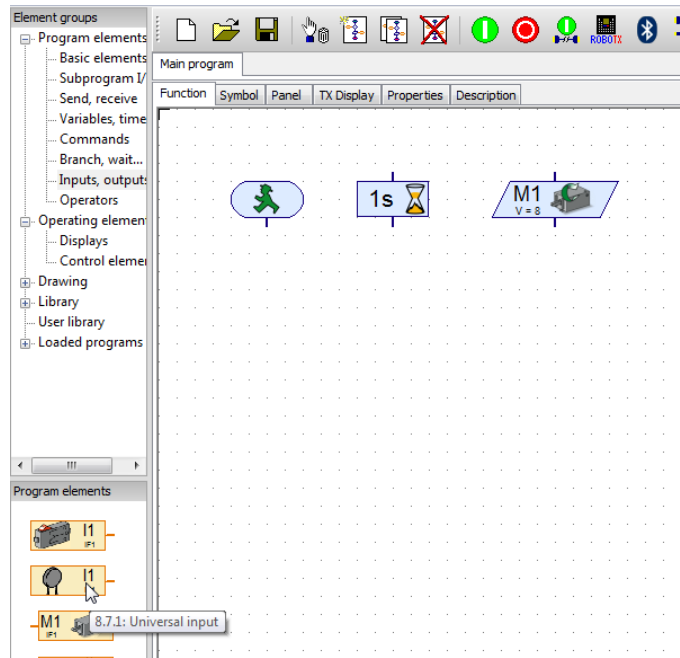 Element groups
Program elements
Basic elements
Subprogram I/
Send, receive
Variables, time
Commands
Branch, wait...
Inputs, outputs
Operators
Operating elemen
Displays
Control elemen
Drawing
Library
User library
Loaded programs
Program elements
I1
IF1
I1
M1
IF1
8.7.1: Universal input
ROBOTX
Main program
Function Symbol Panel TX Display Properties Description
1s
M1
V = 8